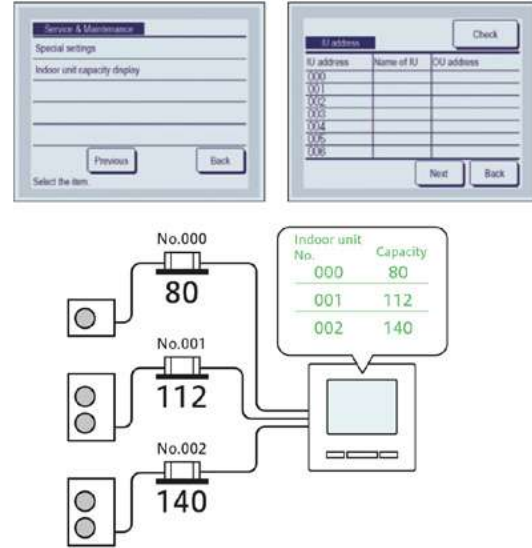 Service & Maintenance
Special settings
Indoor unit capacity display
Previous
Back
Select the item.
Check
IU address
IU address Name of IU OU address
000
001
002
003
004
005
006
Next
Back
No.000
80
No.001
112
No.002
140
Indoor unit
No. Capacity
000 80
001 112
002 140